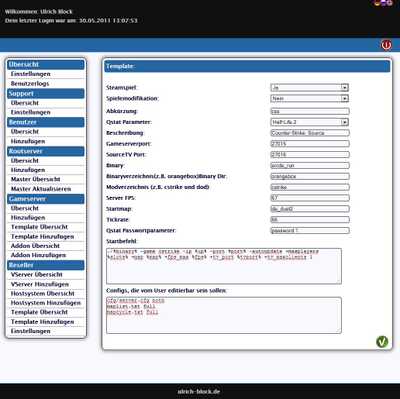 Willkommen: Ulrich Block
Dein letzter Login war am: 30.05.2011 13:07:53
Übersicht
Einstellungen
Benutzerlogs
Support
Übersicht
Einstellungen
Benutzer
Übersicht
Hinzufügen
Rootserver
Übersicht
Hinzufügen
Master Übersicht
Master Aktualisieren
Gameserver
Übersicht
Hinzufügen
Template Übersicht
Template Hinzufügen
Addon Übersicht
Addon Hinzufügen
Reseller
VServer Übersicht
VServer Hinzufügen
Hostsystem Übersicht
Hostsystem Hinzufügen
Template Übersicht
Template Hinzufügen
Einstellungen
Template:
Steamspiel: Ja
Spielemodifikation: Nein
Abkürzung: css
Qstat Parameter: Half-Life 2
Beschreibung: Counter-Strike: Source
Gameserverport: 27015
SourceTV Port:
Binary: srcds_run
Binaryverzeichnis(z.B. orangebox)Binary Dir: orangebox
Modverzeichnis (z.B. cstrike und dod): cstrike
Server FPS:
Startmap: de_dust2
Tickrate: 66
Qstat Passwortparameter: password 1
Startbefehl:
-game cstrike -ip %ip% -port %port% -autoupdate +maxplayers
%slots% +map %map% +fps_max %fps% +tv_port %tvport% +tv_maxclients 1
Configs, die vom User editierbar sein sollen:
cfg/server.cfg both
maplist.txt full
mapcycle.txt full
ulrich-block.de